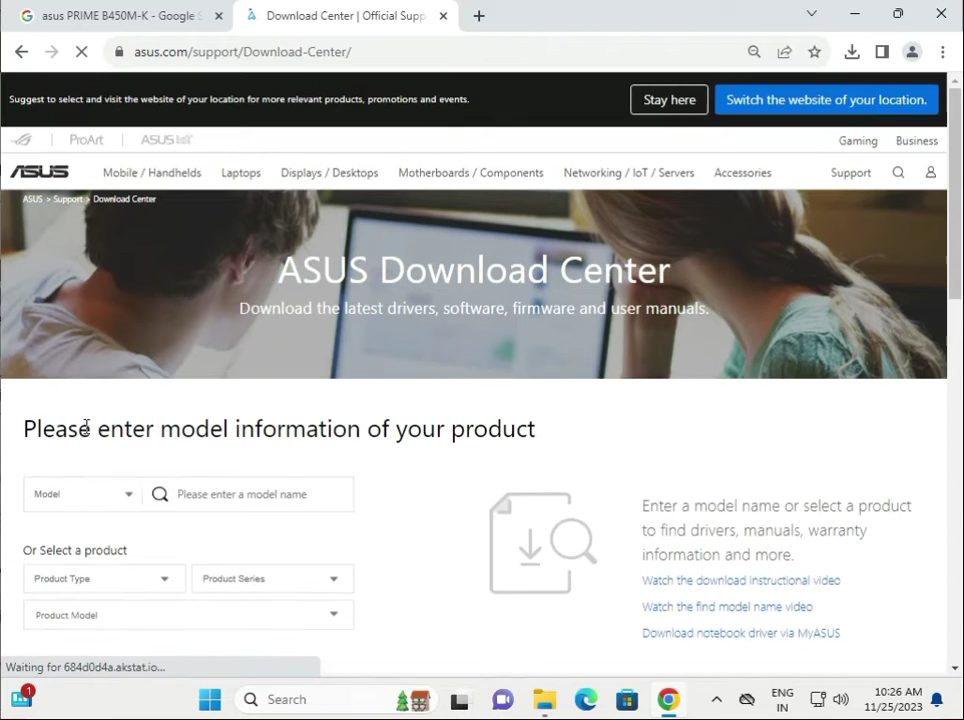 asus PRIME B450M-K - Google S
Download Center | Official Supp
asus.com/support/Download-Center/
Suggest to select and visit the website of your location for more relevant products, promotions and events.
Stay here
Switch the website of your location.
ProArt
ASUS IoT
Gaming
Business
ASUS
Mobile / Handhelds
Laptops
Displays / Desktops
Motherboards / Components
Networking / IoT / Servers
Accessories
Support
ASUS > Support > Download Center
ASUS Download Center
Download the latest drivers, software, firmware and user manuals.
Please enter model information of your product
Model
Please enter a model name
Or Select a product
Product Type
Product Series
Product Model
Enter a model name or select a product
to find drivers, manuals, warranty
information and more.
Watch the download instructional video
Watch the find model name video
Download notebook driver via MyASUS
Waiting for 684d0d4a.akstat.io...
1
Search
ENG
IN
10:26 AM
11/25/2023